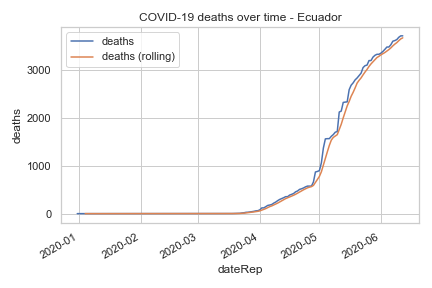 COVID-19 deaths over time - Ecuador
deaths
deaths (rolling)
3000
2000
1000
0
deaths
2020-01
2020-02
2020-03
2020-04
2020-05
2020-06
dateRep